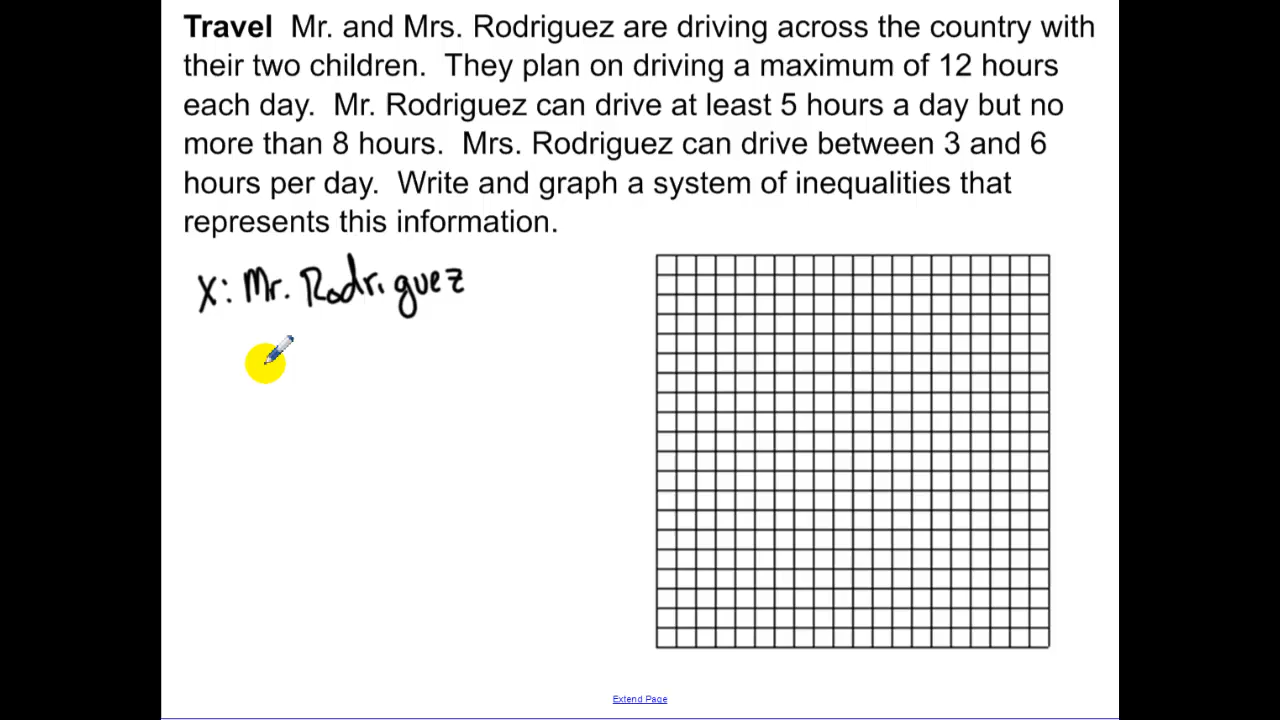 Travel Mr. and Mrs. Rodriguez are driving across the country with
their two children. They plan on driving a maximum of 12 hours
each day. Mr. Rodriguez can drive at least 5 hours a day but no
more than 8 hours. Mrs. Rodriguez can drive between 3 and 6
hours per day. Write and graph a system of inequalities that
represents this information.
X: Mr. Rodriguez
Extend Page